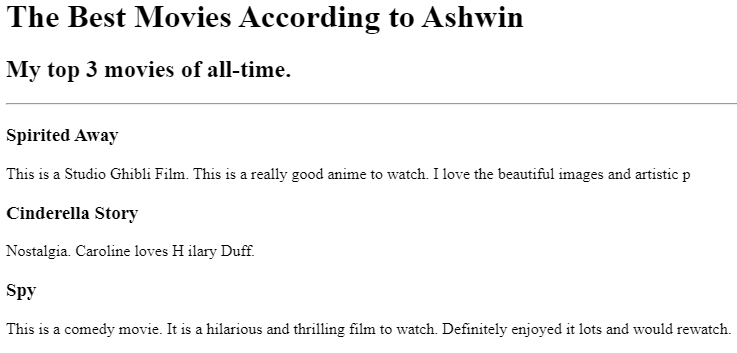 The Best Movies According to Ashwin
My top 3 movies of all-time.
Spirited Away
This is a Studio Ghibli Film. This is a really good anime to watch. I love the beautiful images and artistic p
Cinderella Story
Nostalgia. Caroline loves H ilary Duff.
Spy
This is a comedy movie. It is a hilarious and thrilling film to watch. Definitely enjoyed it lots and would rewatch.